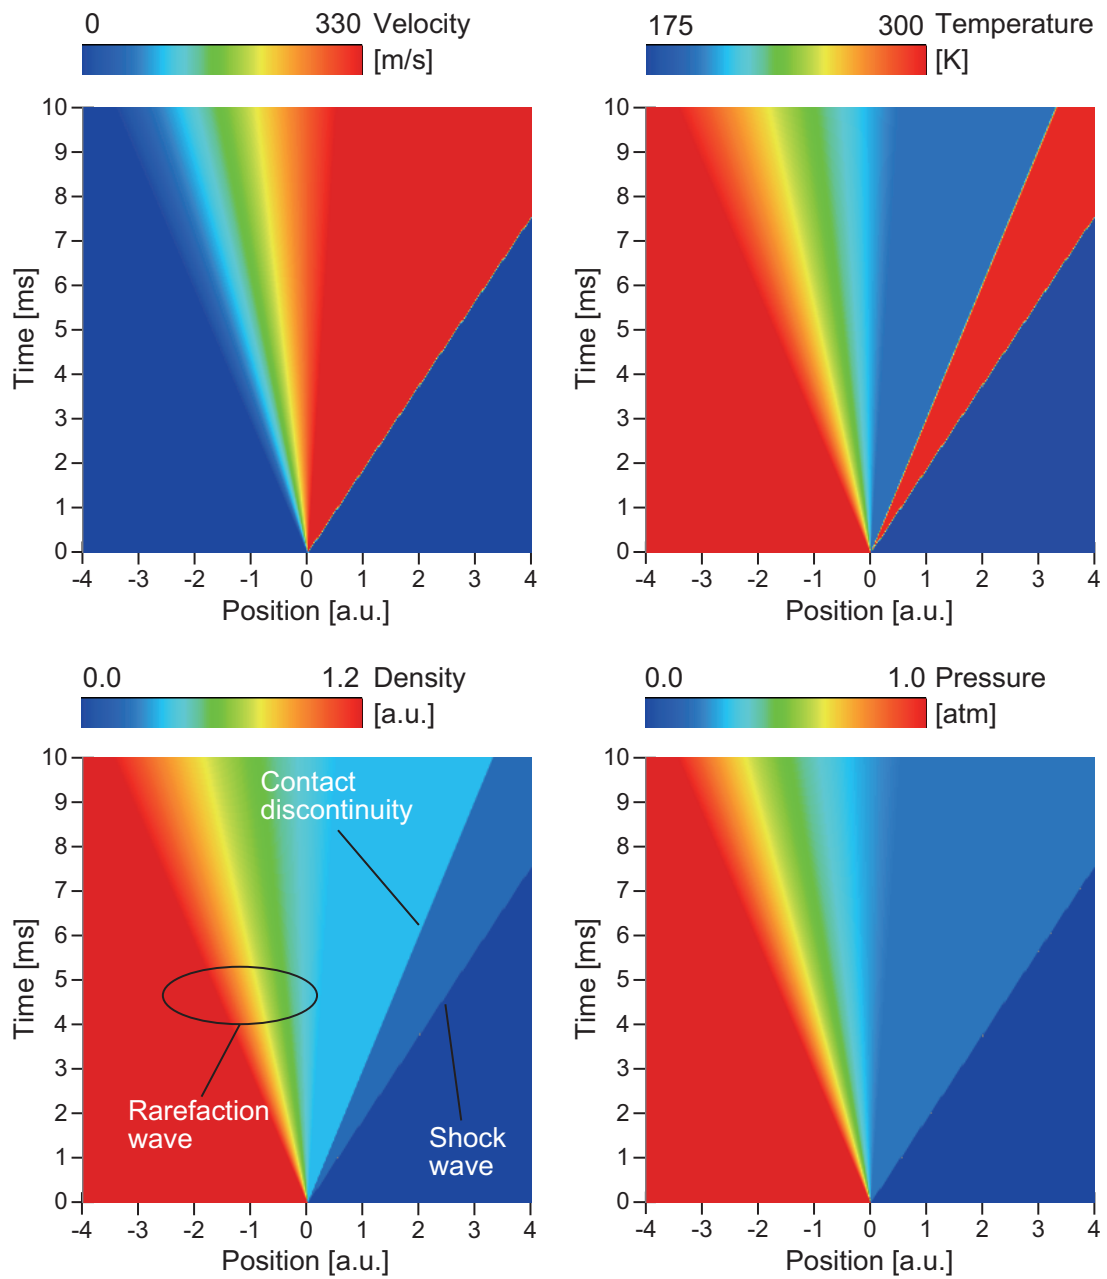 0 330 Velocity
[m/s]
10
9
8
7
6
5
4
3
2
1
0
Time [ms]
-4 -3 -2 -1 0 1 2 3 4
Position [a.u.]
175 300 Temperature
[K]
10
9
8
7
6
5
4
3
2
1
0
Time [ms]
-4 -3 -2 -1 0 1 2 3 4
Position [a.u.]
0.0 1.2 Density
[a.u.]
10
9
8
7
6
5
4
3
2
1
0
Time [ms]
Contact
discontinuity
Rarefaction
wave
Shock
wave
-4 -3 -2 -1 0 1 2 3 4
Position [a.u.]
0.0 1.0 Pressure
[atm]
10
9
8
7
6
5
4
3
2
1
0
Time [ms]
-4 -3 -2 -1 0 1 2 3 4
Position [a.u.]